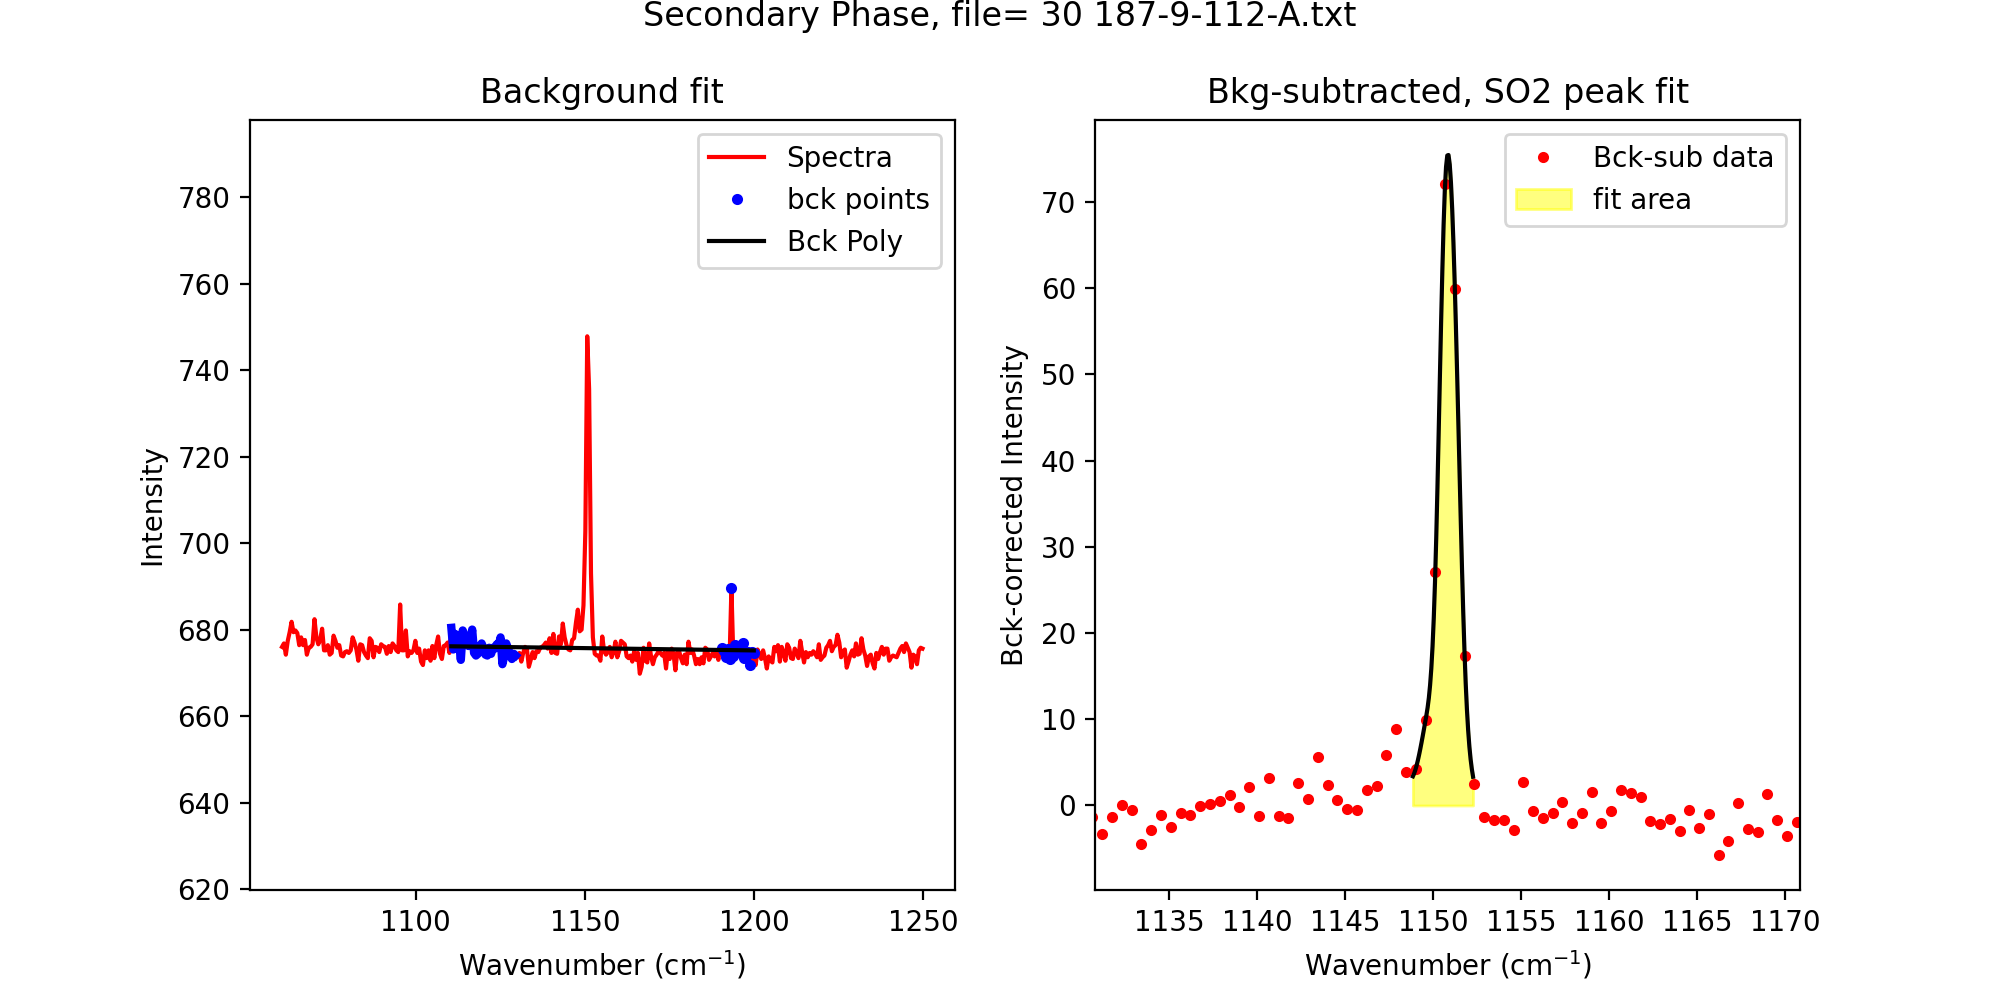 Secondary Phase, file= 30 187-9-112-A.txt
Background fit
Spectra
bck points
Bck Poly
Intensity
780
760
740
720
700
680
660
640
620
1100 1150 1200 1250
Wavenumber (cm⁻¹)
Bkg-subtracted, SO2 peak fit
Bck-sub data
fit area
Bck-corrected Intensity
70
60
50
40
30
20
10
0
1135 1140 1145 1150 1155 1160 1165 1170
Wavenumber (cm⁻¹)